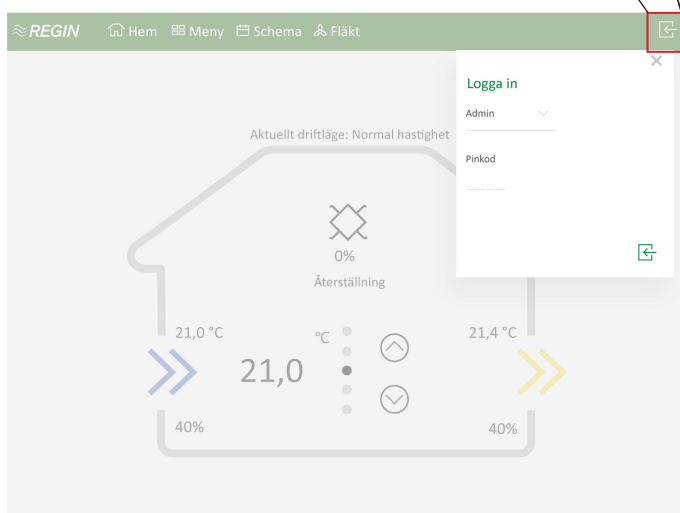 REGIN Hem Meny Schema Fläkt
Logga in
Admin
Aktuellt driftläge: Normal hastighet
Pinkod
0%
Återställning
21,0 °C
°C
21,4 °C
21,0
40%
40%